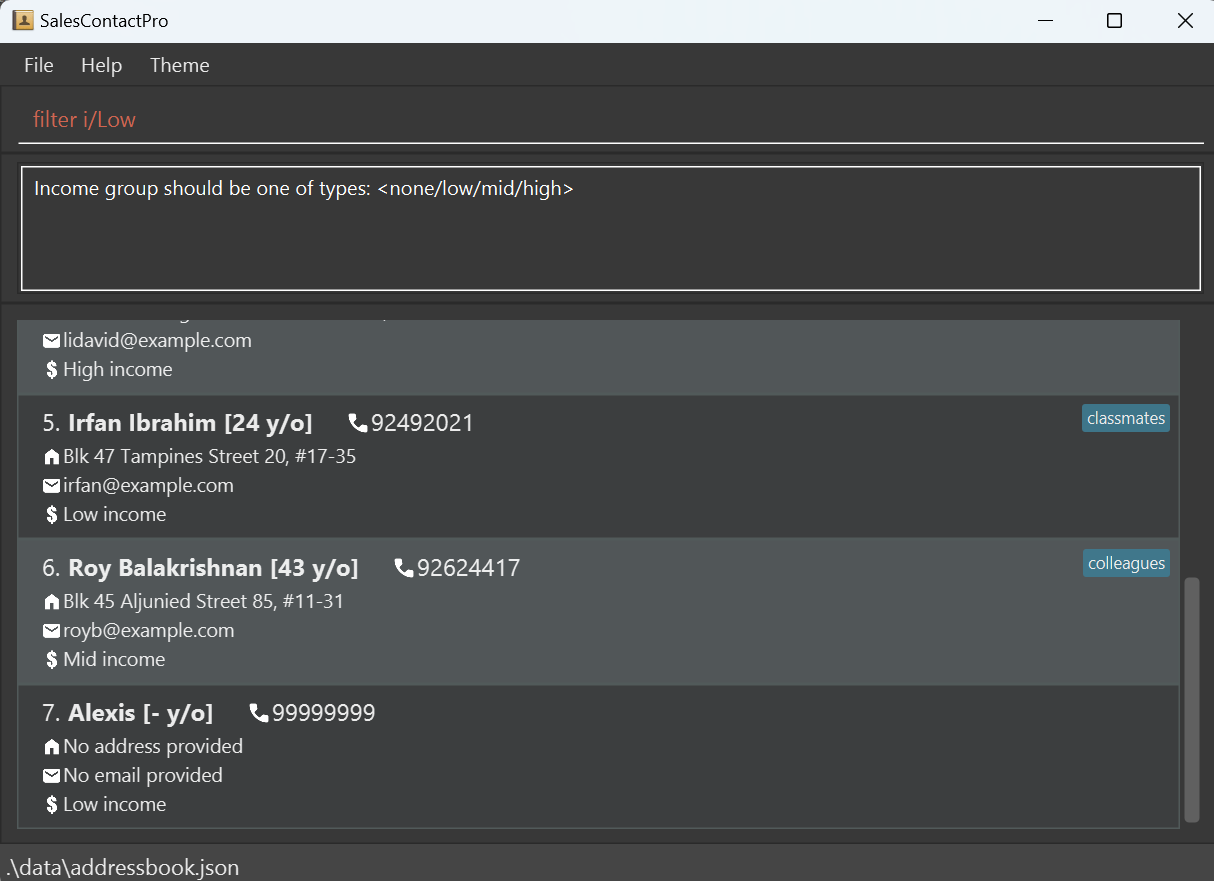 SalesContactPro
File Help Theme
filter i/Low
Income group should be one of types: <none/low/mid/high>
lidavid@example.com
High income
5. Irfan Ibrahim [24 y/o] 92492021 classmates
Blk 47 Tampines Street 20, #17-35
irfan@example.com
Low income
6. Roy Balakrishnan [43 y/o] 92624417 colleagues
Blk 45 Aljunied Street 85, #11-31
royb@example.com
Mid income
7. Alexis [- y/o] 99999999
No address provided
No email provided
Low income
.\data\addressbook.json